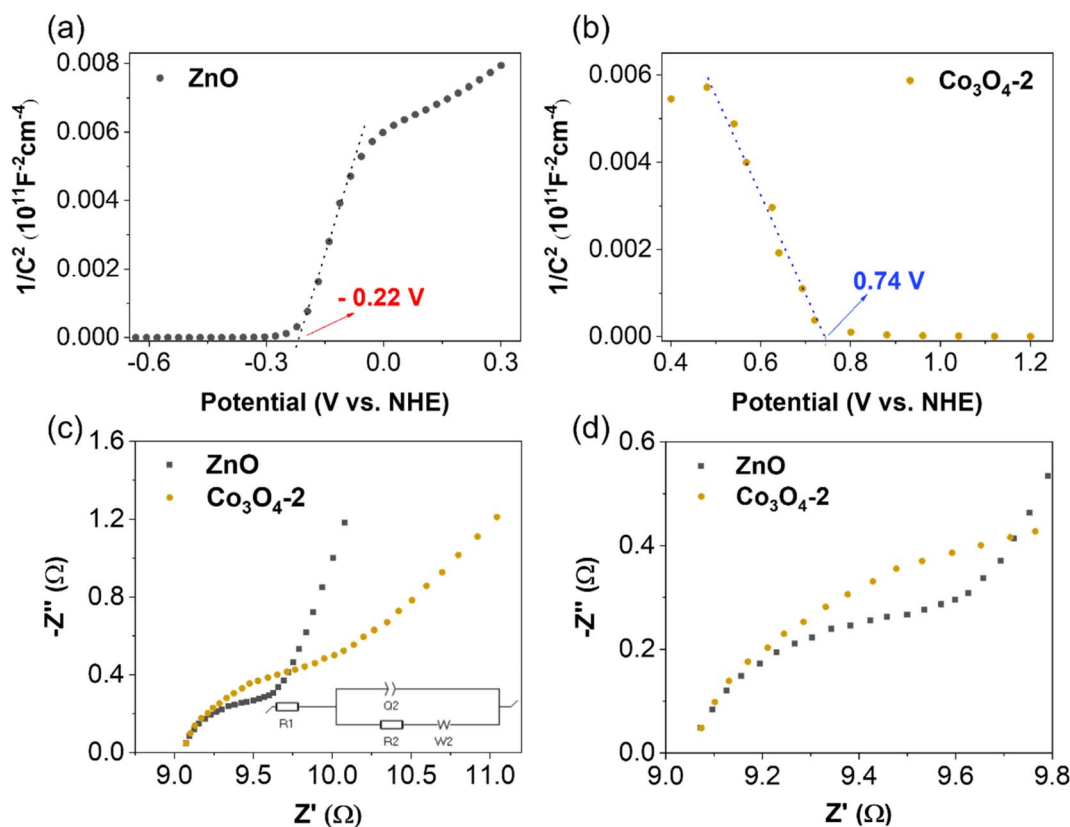 (a)
ZnO
1/C² (10¹¹F⁻²cm⁻⁴)
0.008
0.006
0.004
0.002
0.000
- 0.22 V
-0.6 -0.3 0.0 0.3
Potential (V vs. NHE)
(b)
Co₃O₄-2
1/C² (10¹¹F⁻²cm⁻⁴)
0.006
0.004
0.002
0.000
0.74 V
0.4 0.6 0.8 1.0 1.2
Potential (V vs. NHE)
(c)
ZnO
Co₃O₄-2
-Z'' (Ω)
1.6
1.2
0.8
0.4
0.0
R1
Q2
R2 W2
9.0 9.5 10.0 10.5 11.0
Z' (Ω)
(d)
ZnO
Co₃O₄-2
-Z'' (Ω)
0.6
0.4
0.2
0.0
9.0 9.2 9.4 9.6 9.8
Z' (Ω)